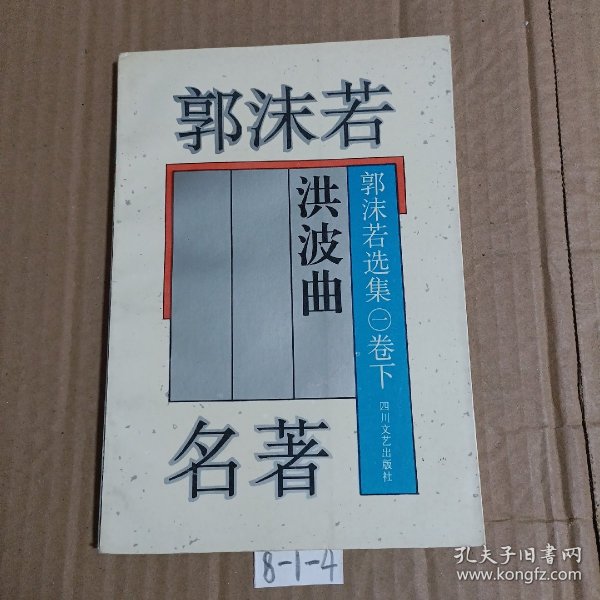 郭沫若
洪波曲
郭沫若选集㊀卷下
四川文艺出版社
名著
8-1-4
孔夫子旧书网
www.kongfz.com